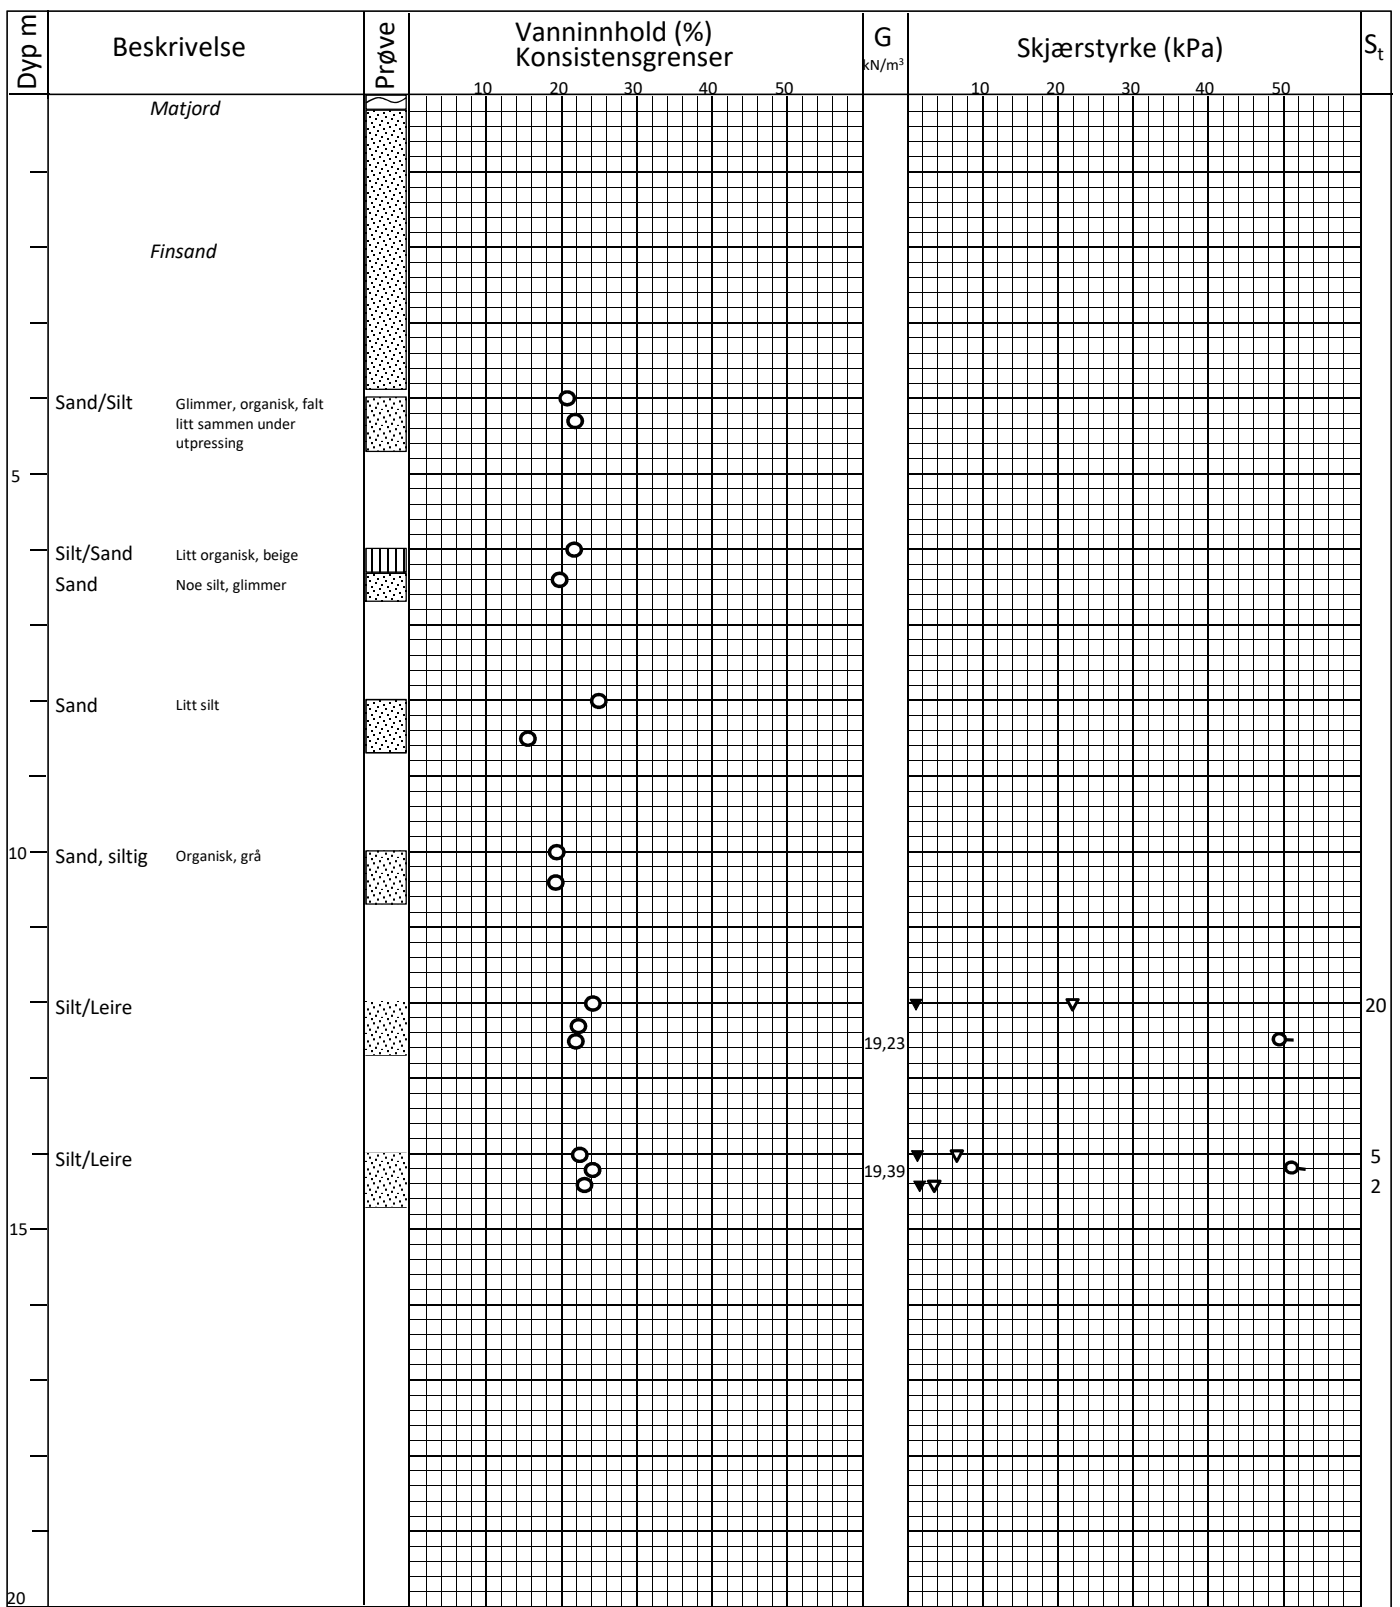 Dyp m
Beskrivelse
Prøve
Vanninnhold (%)
Konsistensgrenser
G
kN/m³
Skjærstyrke (kPa)
Sₜ
10 20 30 40 50
10 20 30 40 50
Matjord
Finsand
Sand/Silt Glimmer, organisk, falt
litt sammen under
utpressing
5
Silt/Sand Litt organisk, beige
Sand Noe silt, glimmer
Sand Litt silt
10 Sand, siltig Organisk, grå
Silt/Leire 20
19,23
Silt/Leire 5
19,39
2
15
20